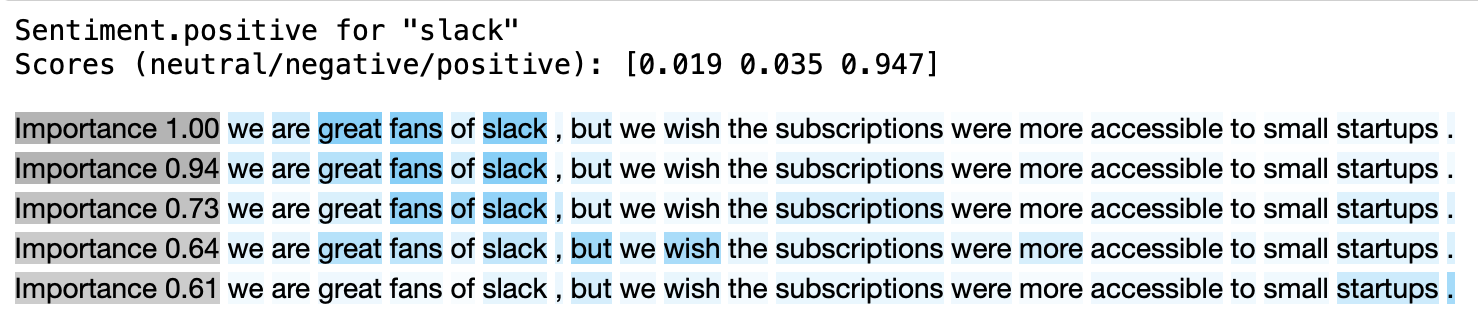 Sentiment.positive for "slack"
Scores (neutral/negative/positive): [0.019 0.035 0.947]
Importance 1.00 we are great fans of slack , but we wish the subscriptions were more accessible to small startups .
Importance 0.94 we are great fans of slack , but we wish the subscriptions were more accessible to small startups .
Importance 0.73 we are great fans of slack , but we wish the subscriptions were more accessible to small startups .
Importance 0.64 we are great fans of slack , but we wish the subscriptions were more accessible to small startups .
Importance 0.61 we are great fans of slack , but we wish the subscriptions were more accessible to small startups .